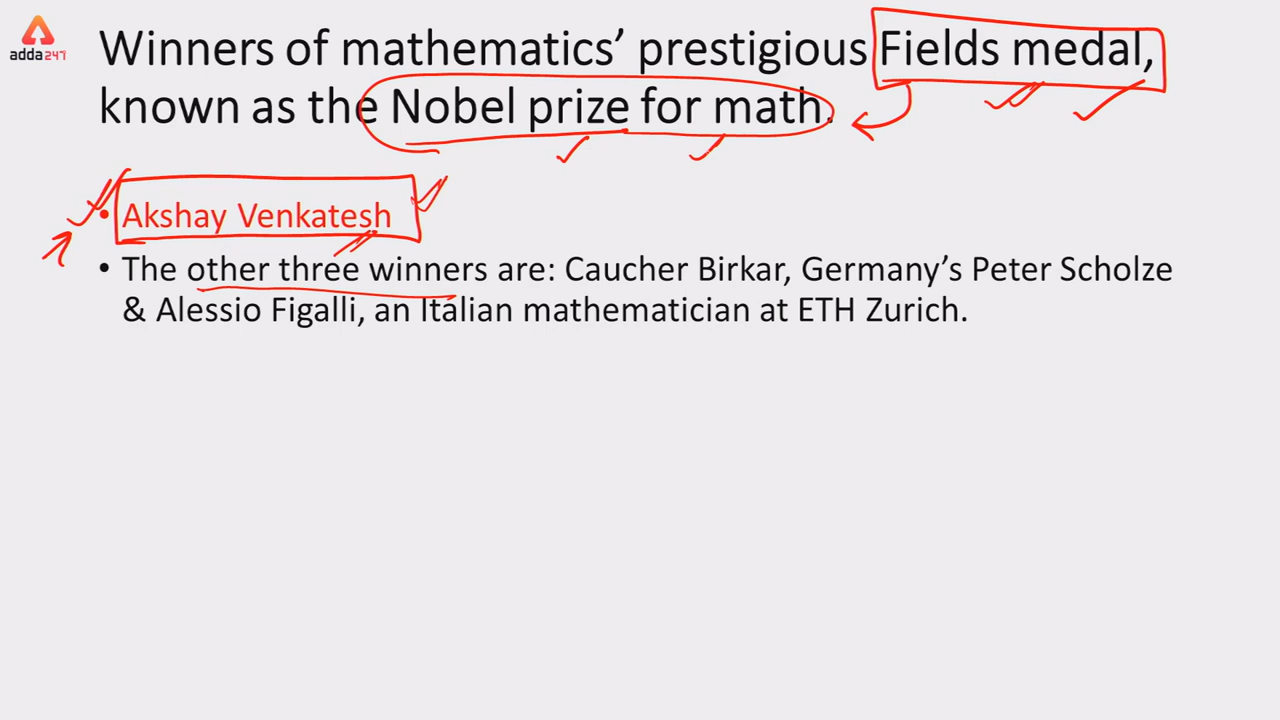 adda247
Winners of mathematics’ prestigious Fields medal,
known as the Nobel prize for math.
• Akshay Venkatesh
• The other three winners are: Caucher Birkar, Germany’s Peter Scholze
& Alessio Figalli, an Italian mathematician at ETH Zurich.